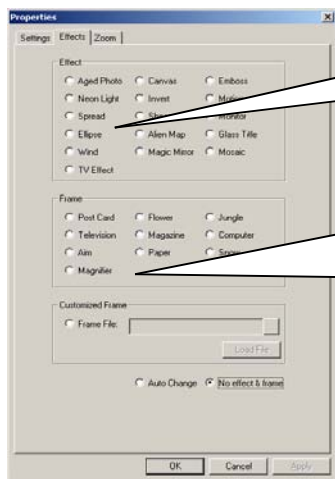 Properties
Settings Effects Zoom
Effect
Aged Photo Canvas Emboss
Neon Light Invert
Spread Monitor
Ellipse Alien Map Glass Title
Wind Magic Mirror Mosaic
TV Effect
Frame
Post Card Flower Jungle
Television Magazine Computer
Aim Paper
Magnifier
Customized Frame
Frame File:
Load File
Auto Change No effect & frame
OK Cancel Apply